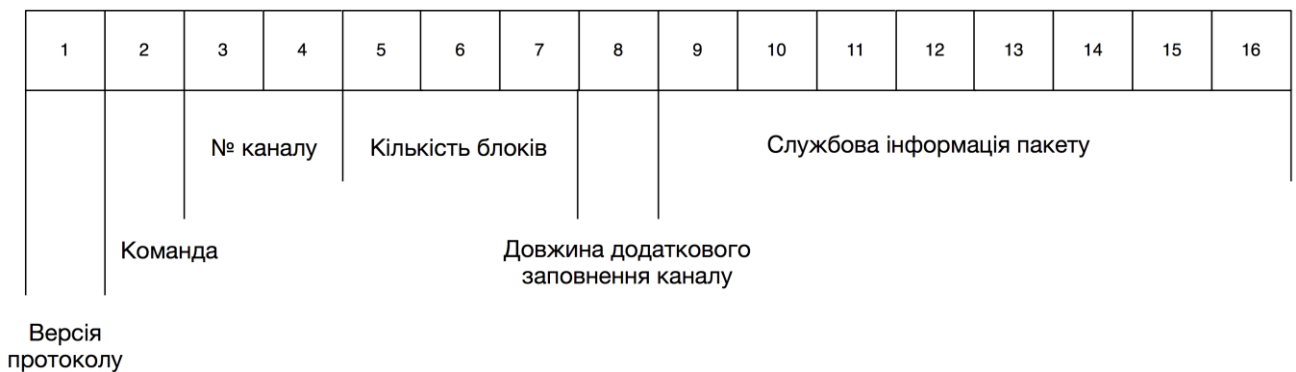 1 2 3 4 5 6 7 8 9 10 11 12 13 14 15 16
№ каналу Кількість блоків Службова інформація пакету
Команда
Довжина додаткового
заповнення каналу
Версія
протоколу